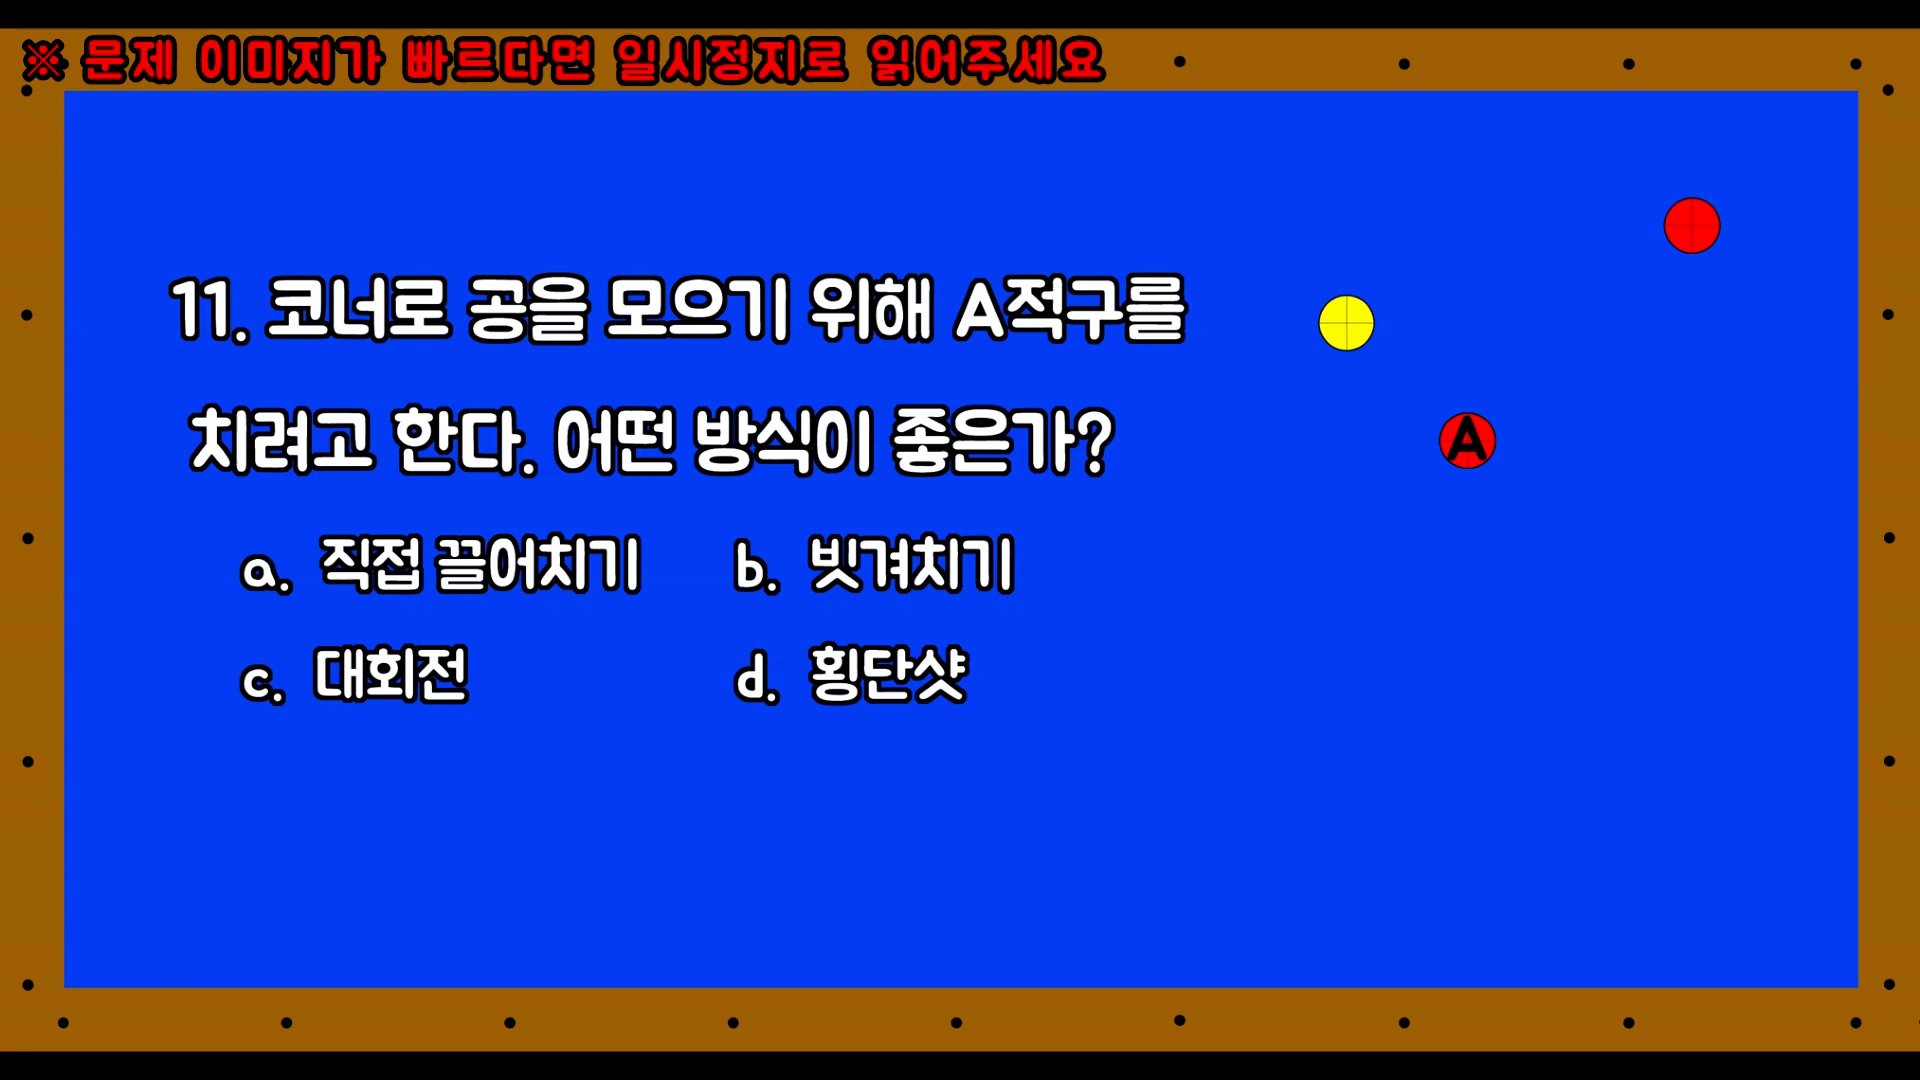 ※ 문제 이미지가 빠르다면 일시정지로 읽어주세요
11. 코너로 공을 모으기 위해 A적구를
치려고 한다. 어떤 방식이 좋은가?
A
a. 직접 끌어치기 b. 빗겨치기
c. 대회전 d. 횡단샷